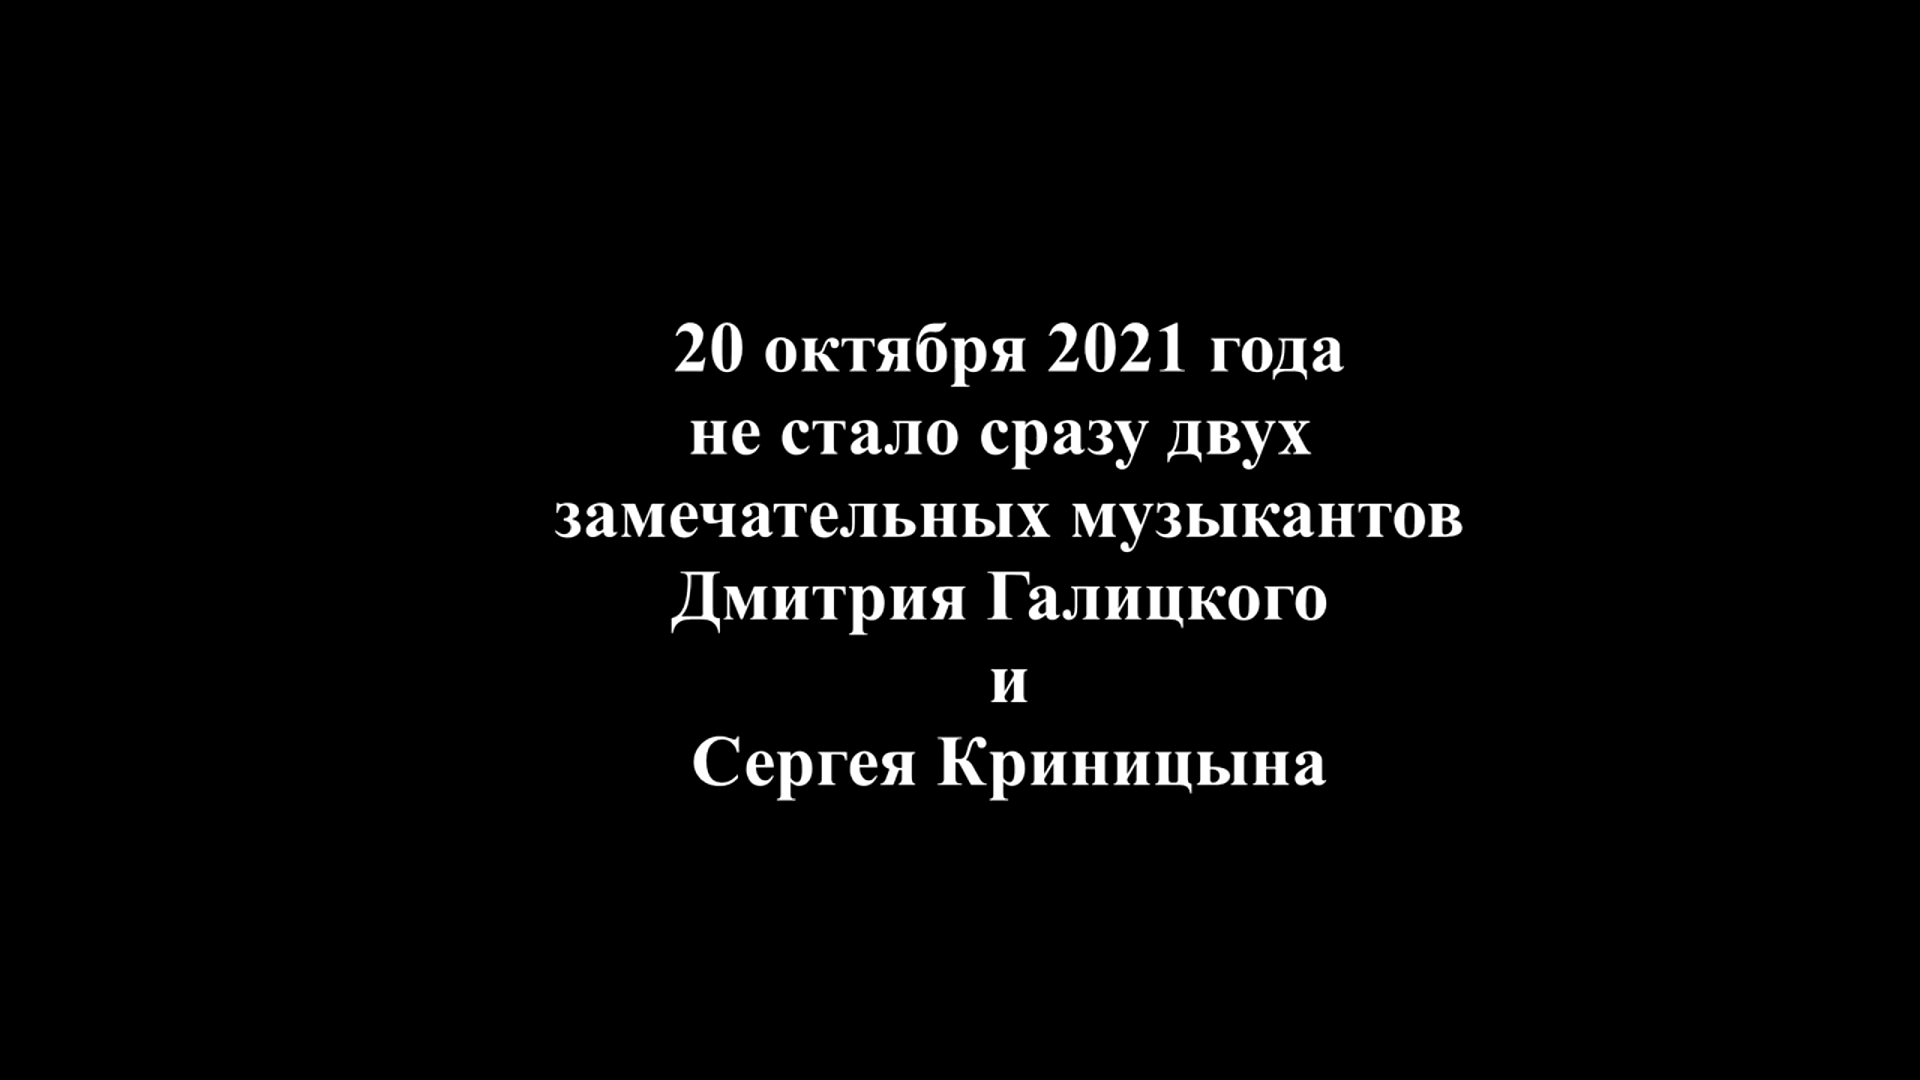 20 октября 2021 года
не стало сразу двух
замечательных музыкантов
Дмитрия Галицкого
и
Сергея Криницына